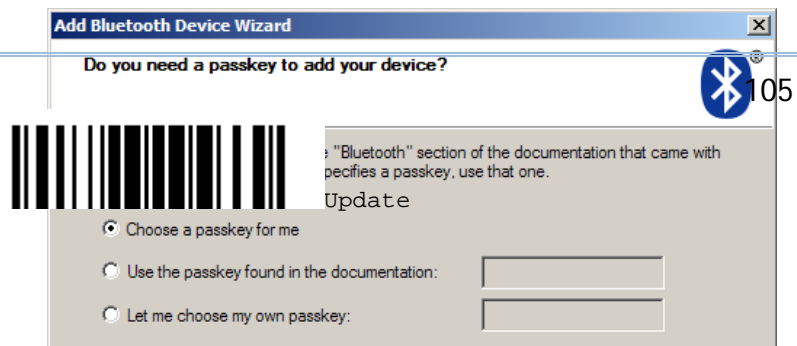 Add Bluetooth Device Wizard
Do you need a passkey to add your device?
®
105
"Bluetooth" section of the documentation that came with
specifies a passkey, use that one.
Update
Choose a passkey for me
Use the passkey found in the documentation:
Let me choose my own passkey: